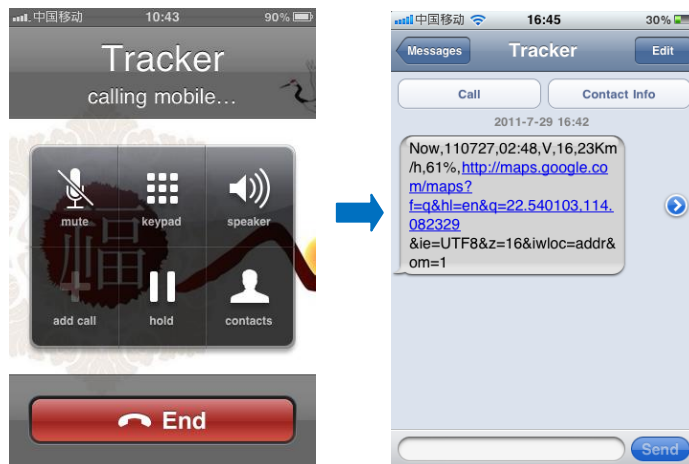 中国移动 10:43 90%
Tracker
calling mobile...
mute keypad speaker
福
add call hold contacts
End
中国移动 16:45 30%
Messages Tracker Edit
Call Contact Info
2011-7-29 16:42
Now,110727,02:48,V,16,23Km
/h,61%,http://maps.google.co
m/maps?
f=q&hl=en&q=22.540103,114.
082329
&ie=UTF8&z=16&iwloc=addr&
om=1
Send